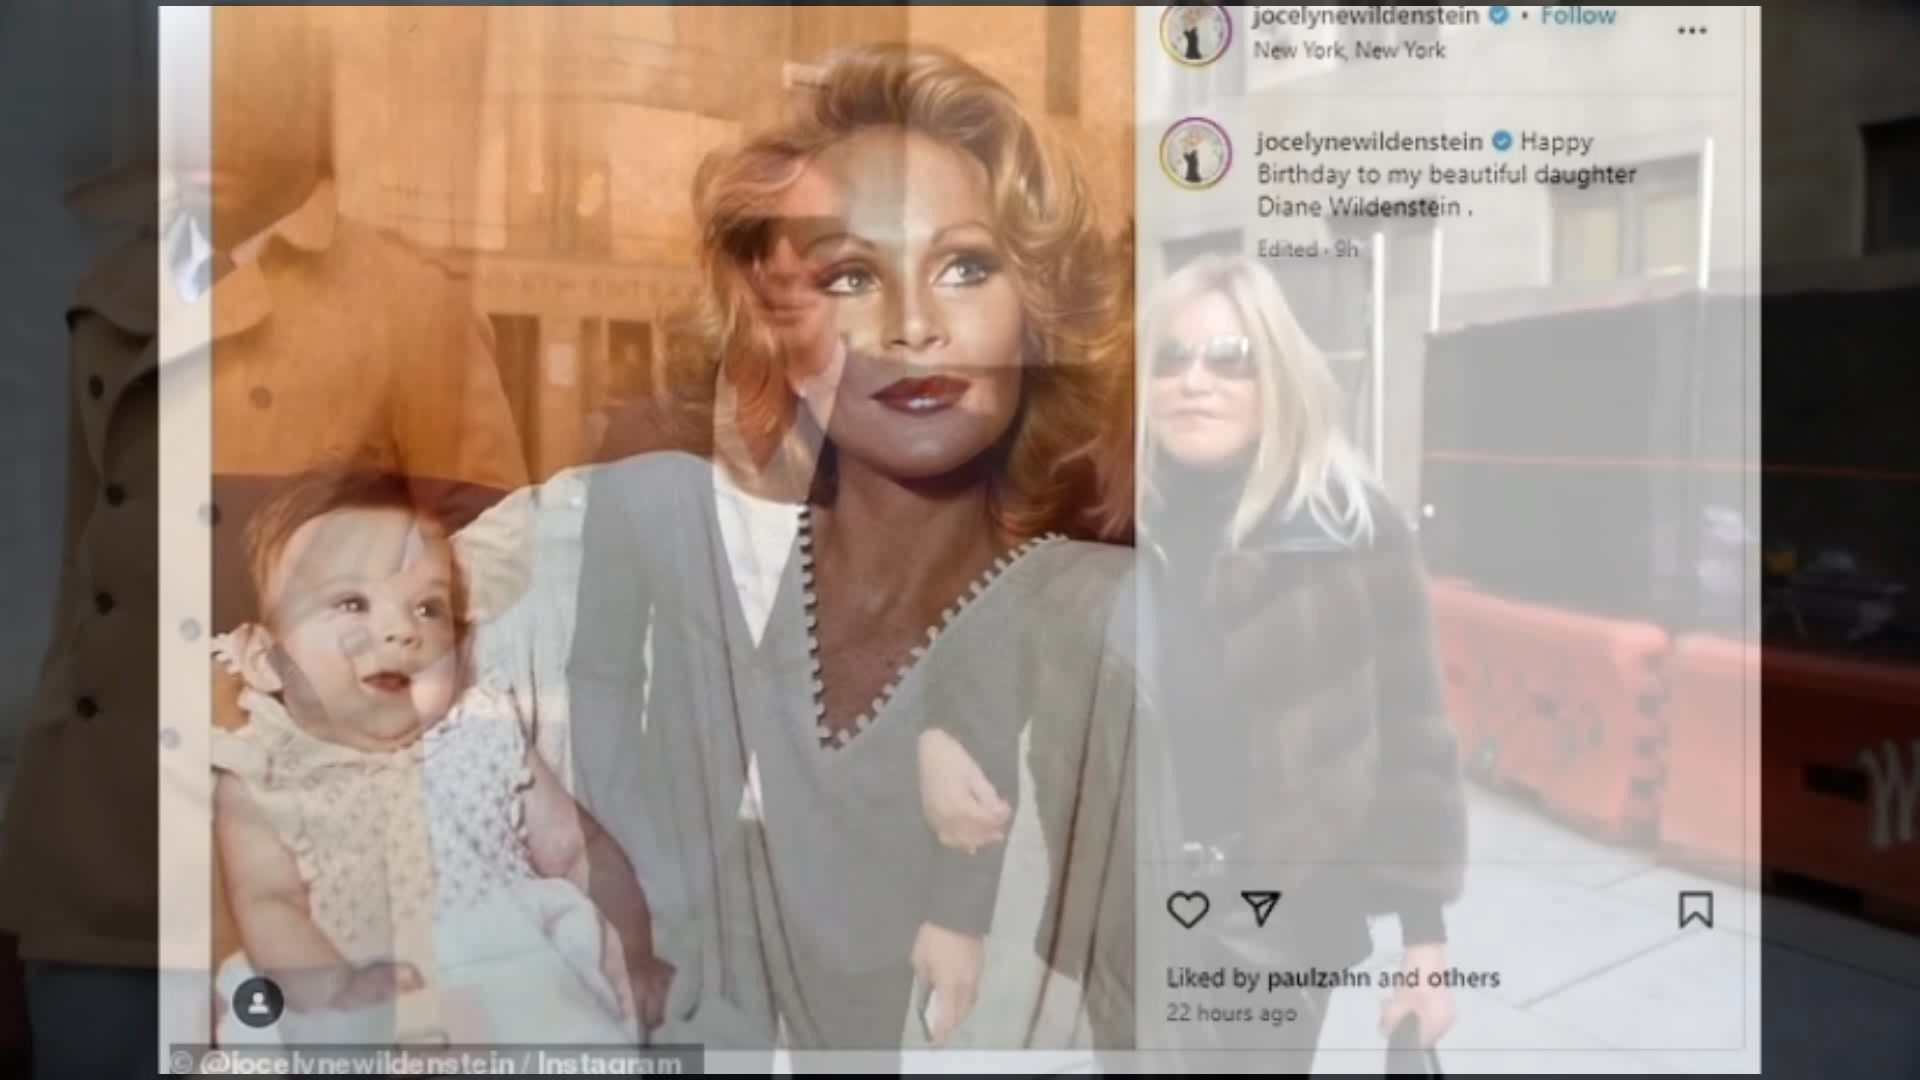 jocelynewildenstein • Follow
New York, New York
jocelynewildenstein Happy
Birthday to my beautiful daughter
Diane Wildenstein .
Edited · 9h
Liked by paulzahn and others
22 hours ago
© @jocelynewildenstein / Instagram